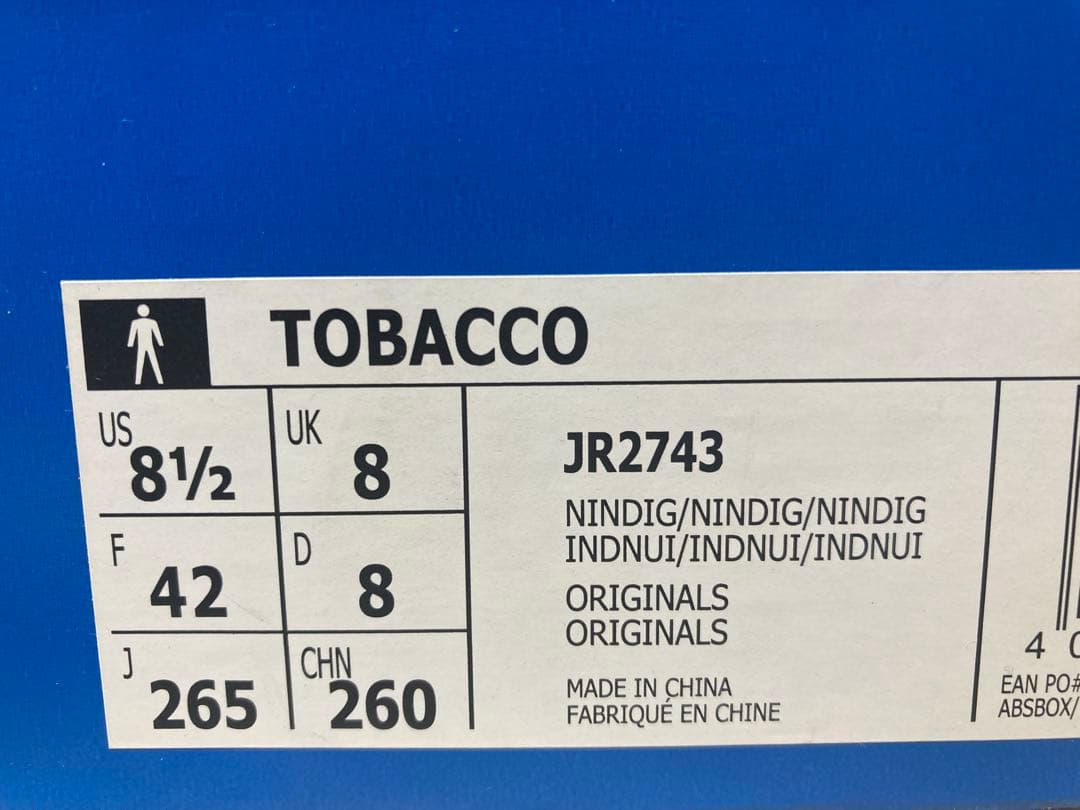 TOBACCO
US 8½ UK 8
F 42 D 8
J 265 CHN 260
JR2743
NINDIG/NINDIG/NINDIG
INDNUI/INDNUI/INDNUI
ORIGINALS
ORIGINALS
MADE IN CHINA
FABRIQUÉ EN CHINE
4
EAN PO#
ABSBOX/